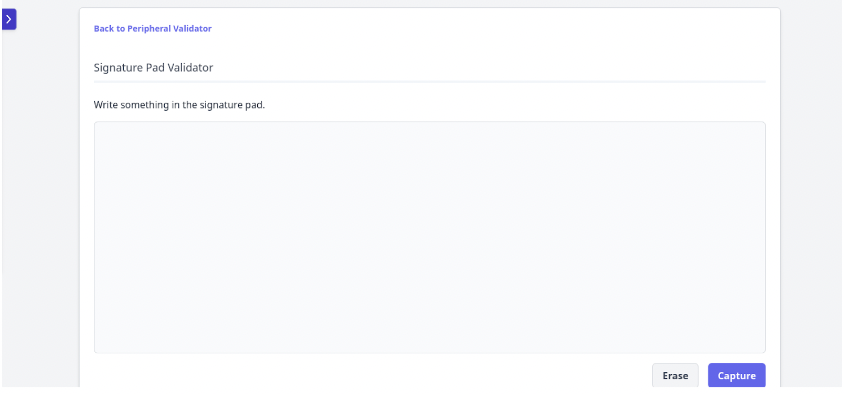 Back to Peripheral Validator
Signature Pad Validator
Write something in the signature pad.
Erase Capture